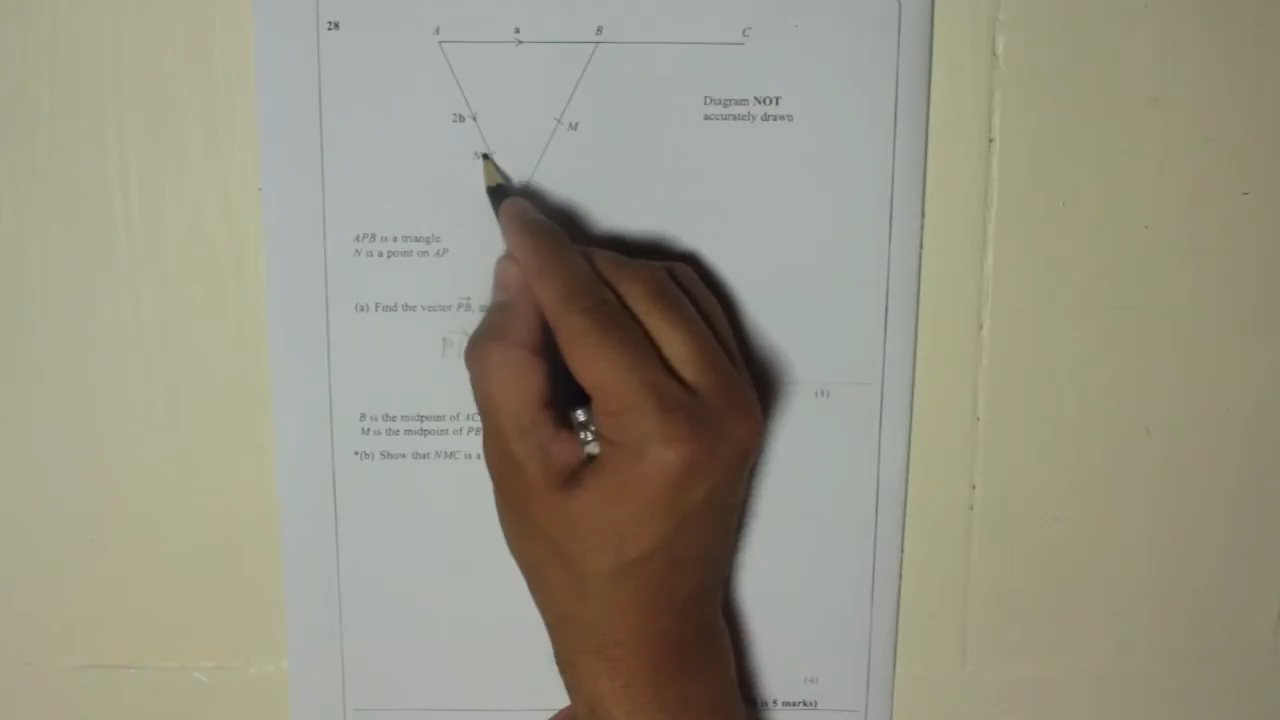 28
A a B C
Diagram NOT
accurately drawn
2b
M
N
APB is a triangle.
N is a point on AP
(a) Find the vector PB,
P
(1)
B is the midpoint of AC
M is the midpoint of PB
*(b) Show that NMC is a
(4)
is 5 marks)